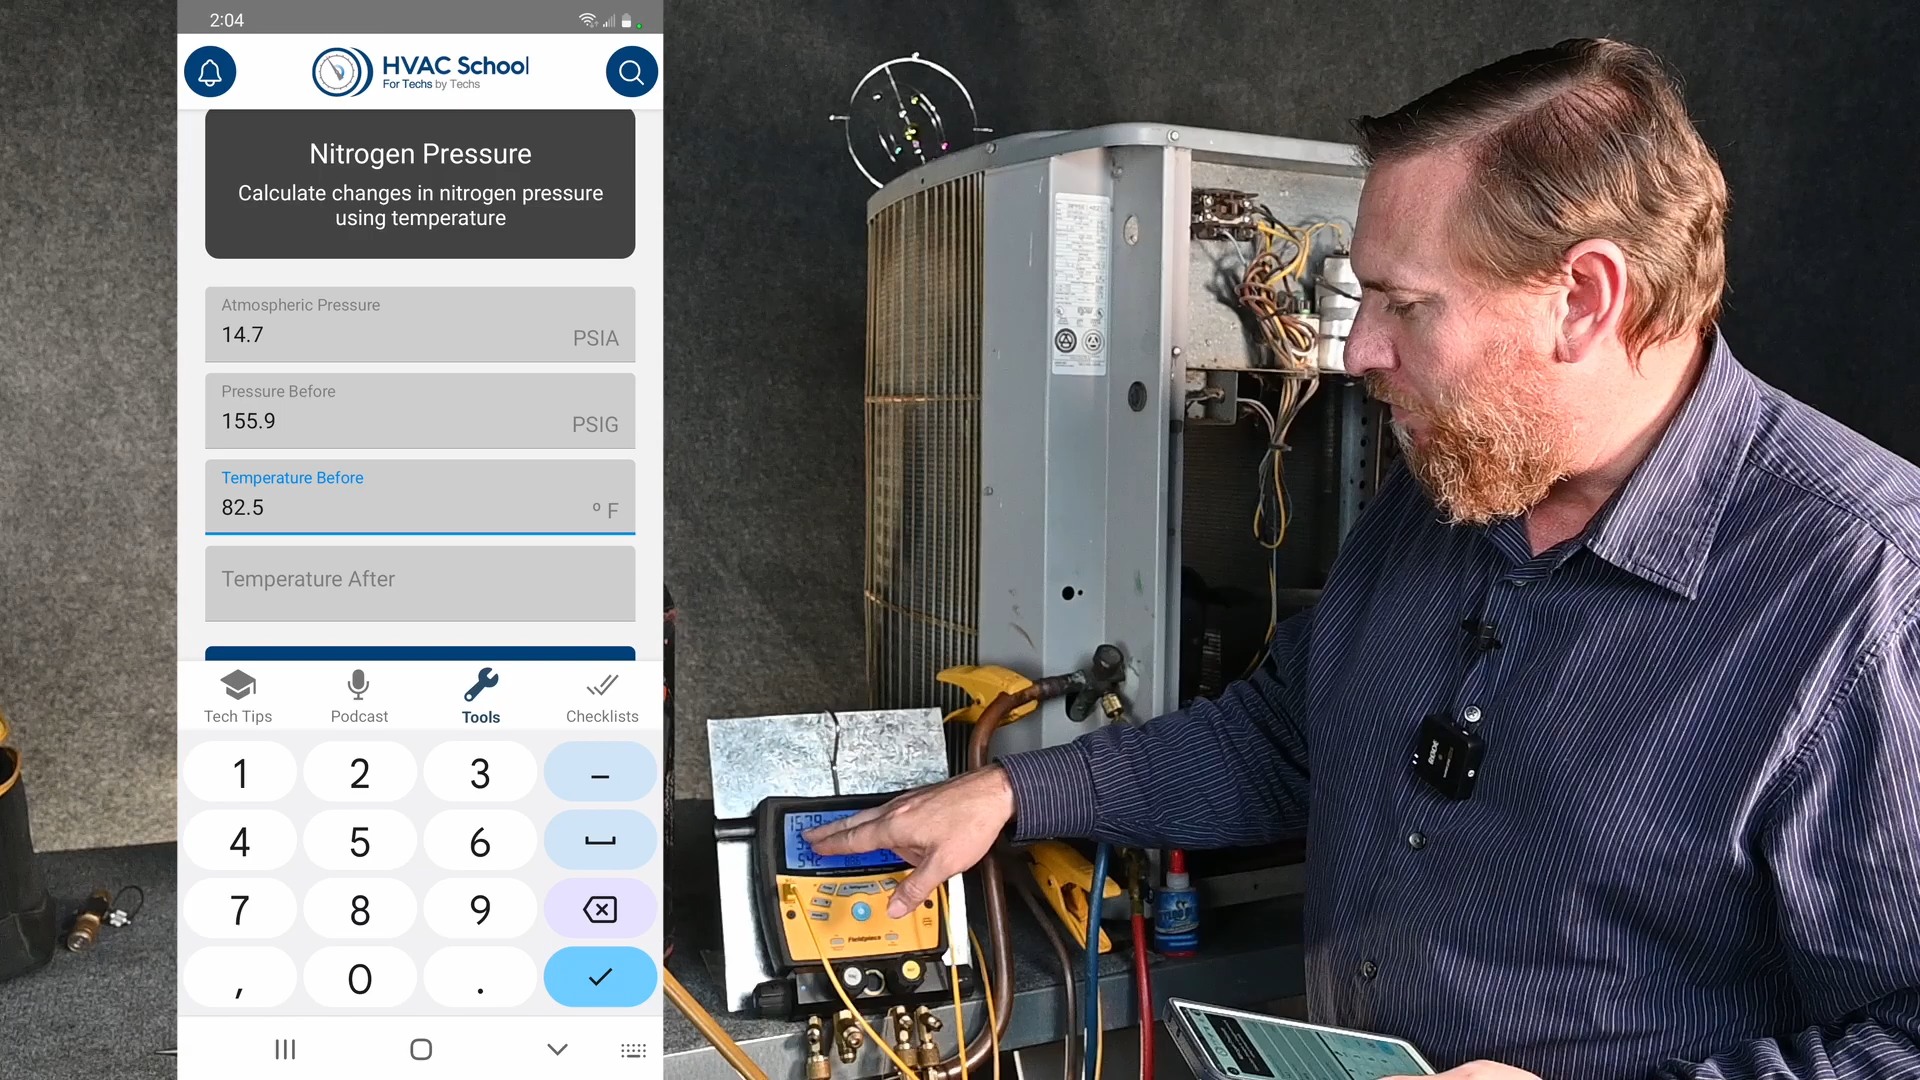 2:04
HVAC School
For Techs by Techs
Nitrogen Pressure
Calculate changes in nitrogen pressure
using temperature
Atmospheric Pressure
14.7
PSIA
Pressure Before
155.9
PSIG
Temperature Before
82.5
º F
Temperature After
Tech Tips
Podcast
Tools
Checklists
1 2 3 –
4 5 6
7 8 9
, 0 .
RODE
Fieldpiece